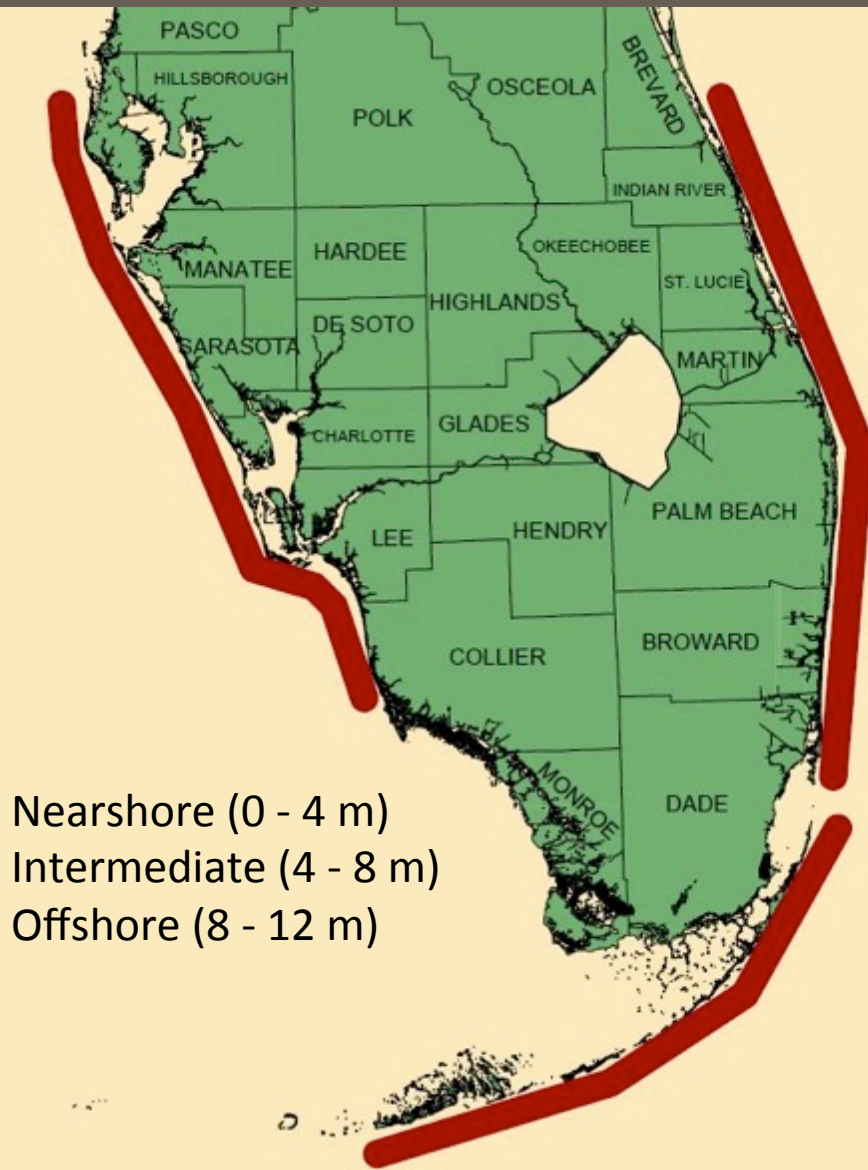 PASCO
HILLSBOROUGH
POLK
OSCEOLA
BREVARD
INDIAN RIVER
MANATEE
HARDEE
HIGHLANDS
OKEECHOBEE
ST. LUCIE
SARASOTA
DE SOTO
MARTIN
CHARLOTTE
GLADES
LEE
LEE
HENDRY
PALM BEACH
COLLIER
BROWARD
MONROE
DADE
Nearshore (0 - 4 m)
Intermediate (4 - 8 m)
Offshore (8 - 12 m)